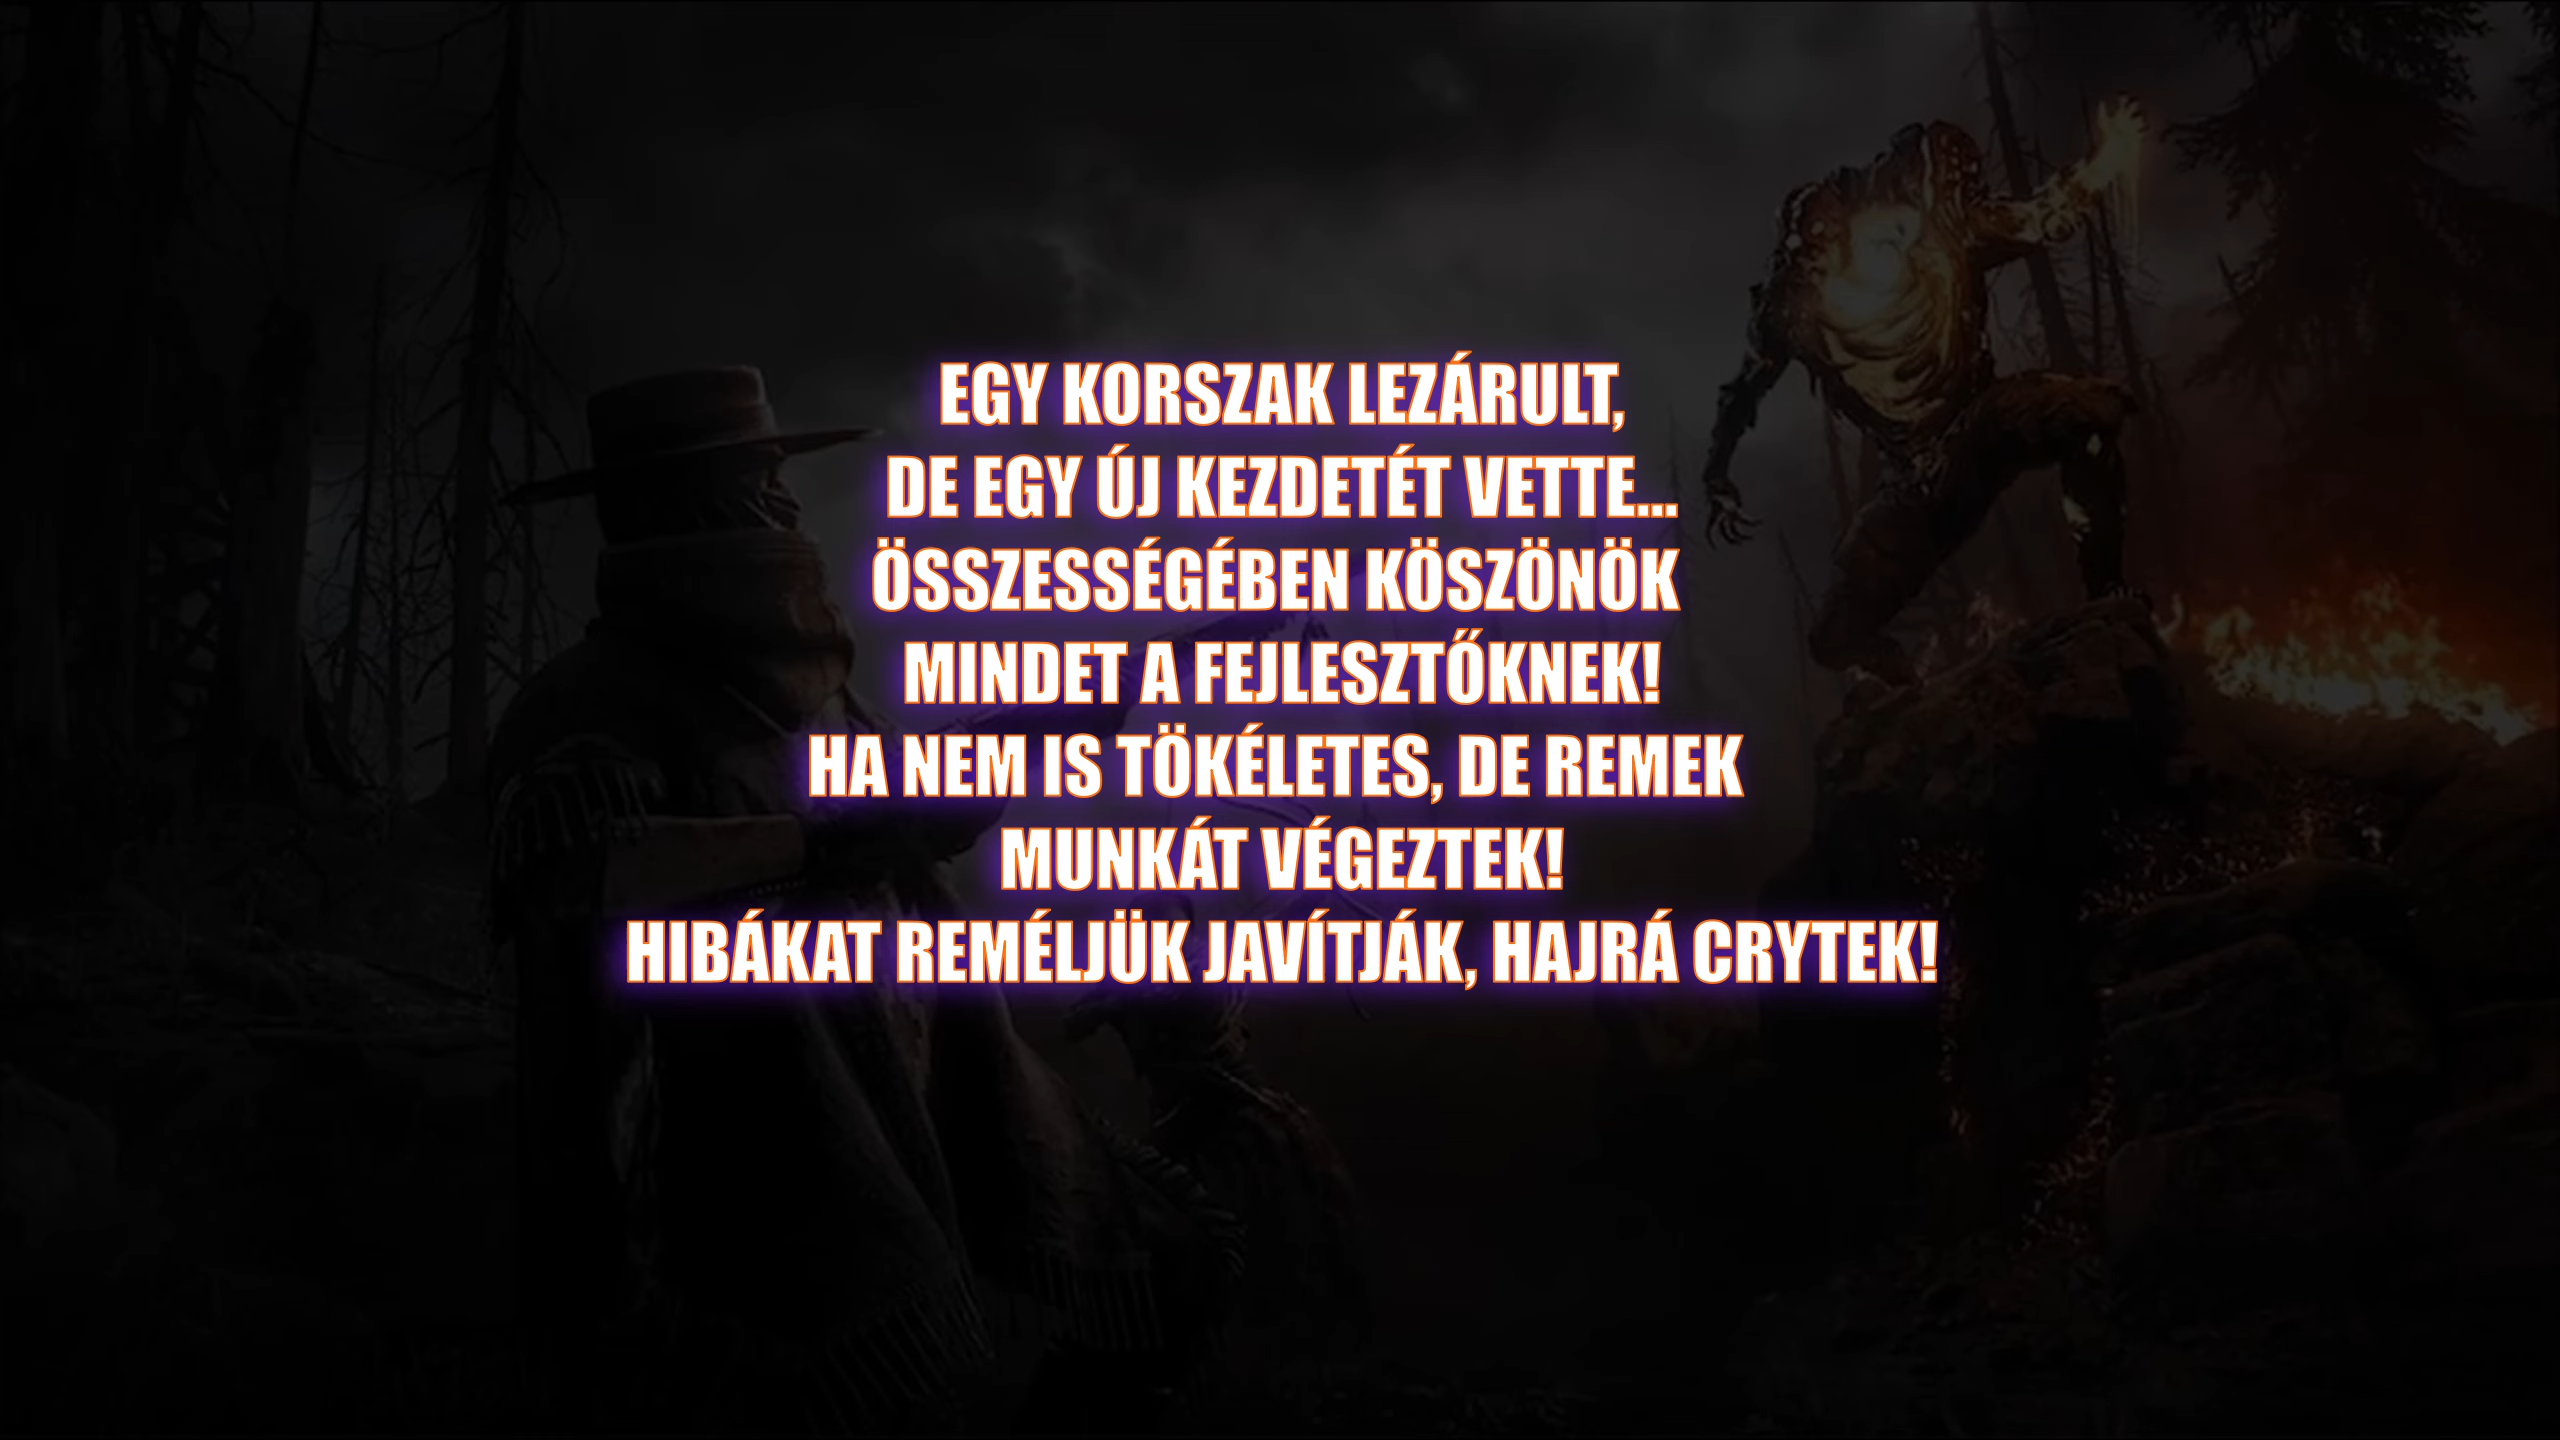 EGY KORSZAK LEZÁRULT,
DE EGY ÚJ KEZDETÉT VETTE...
ÖSSZESSÉGÉBEN KÖSZÖNÖK
MINDET A FEJLESZTŐKNEK!
HA NEM IS TÖKÉLETES, DE REMEK
MUNKÁT VÉGEZTEK!
HIBÁKAT REMÉLJÜK JAVÍTJÁK, HAJRÁ CRYTEK!